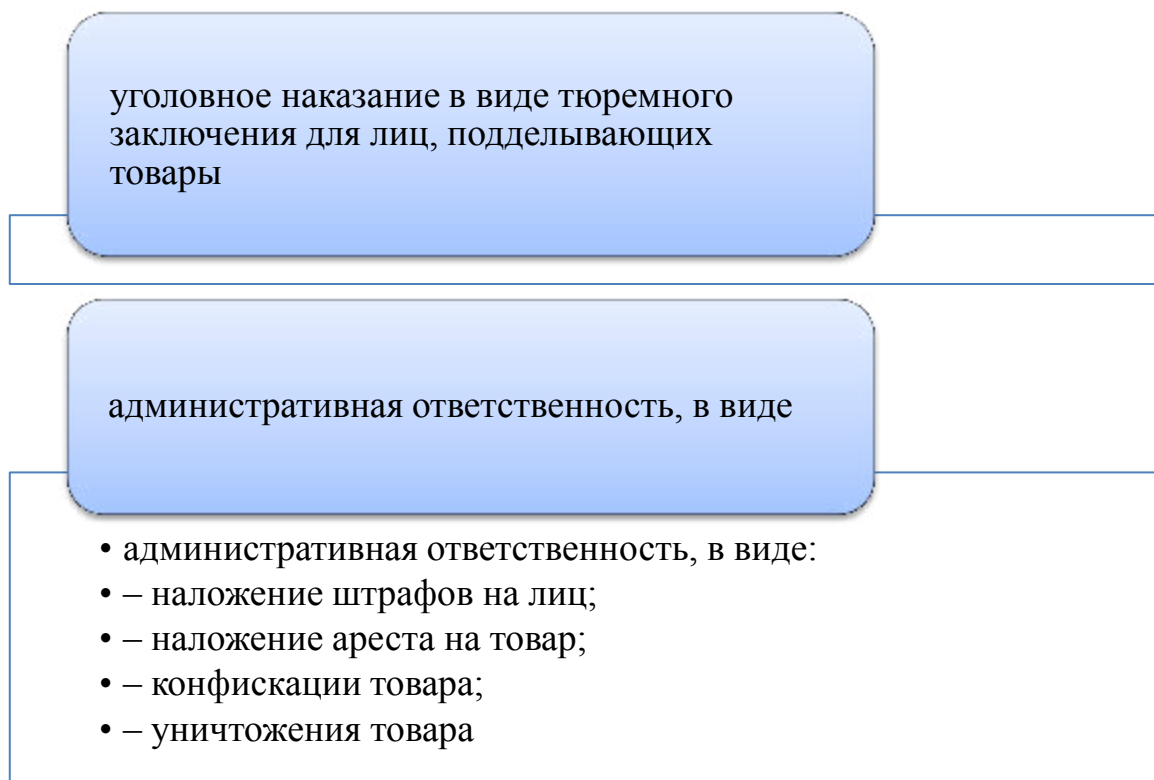 уголовное наказание в виде тюремного
заключения для лиц, подделывающих
товары
административная ответственность, в виде
• административная ответственность, в виде:
• – наложение штрафов на лиц;
• – наложение ареста на товар;
• – конфискации товара;
• – уничтожения товара